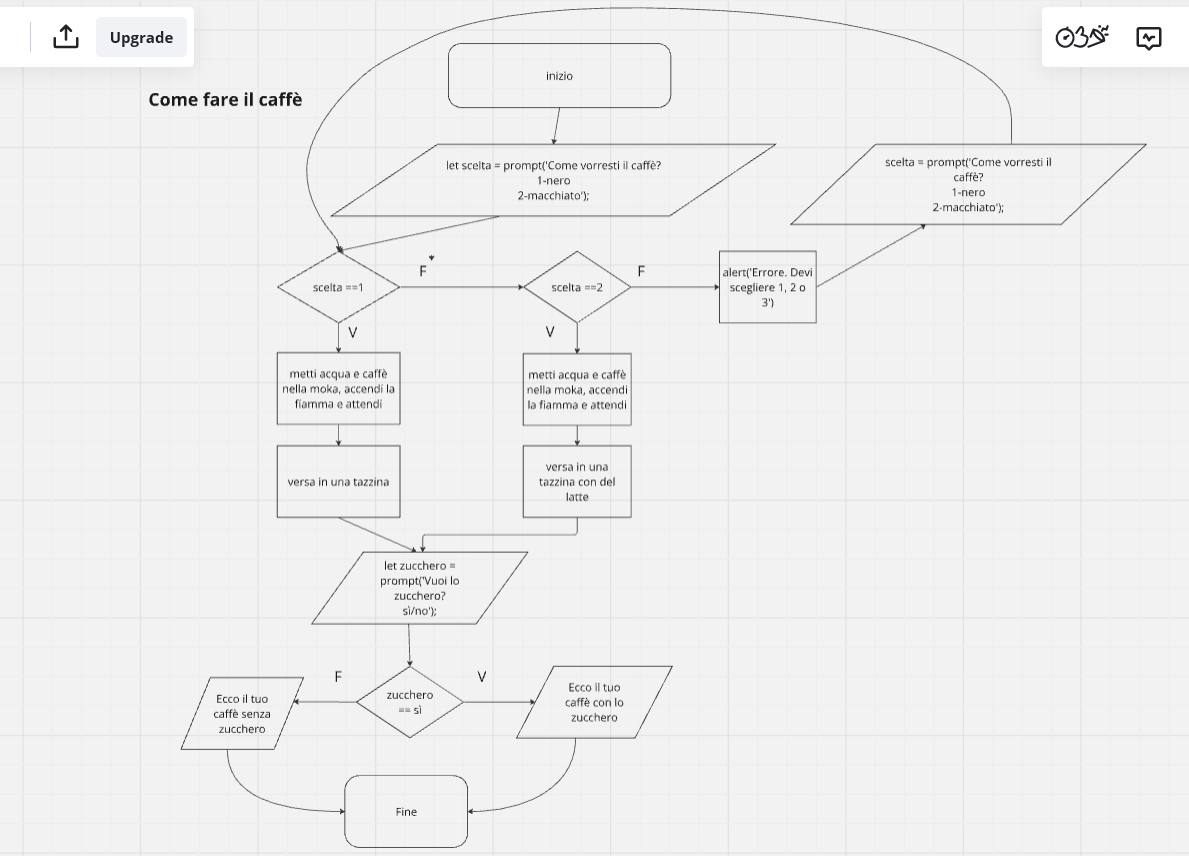 Upgrade
Come fare il caffè
inizio
let scelta = prompt('Come vorresti il caffè?
1-nero
2-macchiato');
scelta = prompt('Come vorresti il
caffè?
1-nero
2-macchiato');
scelta ==1
F
scelta ==2
F
alert('Errore. Devi
scegliere 1, 2 o
3')
V
V
metti acqua e caffè
nella moka, accendi la
fiamma e attendi
metti acqua e caffè
nella moka, accendi
la fiamma e attendi
versa in una tazzina
versa in una
tazzina con del
latte
let zucchero =
prompt('Vuoi lo
zucchero?
sì/no');
F
V
zucchero
== sì
Ecco il tuo
caffè senza
zucchero
Ecco il tuo
caffè con lo
zucchero
Fine